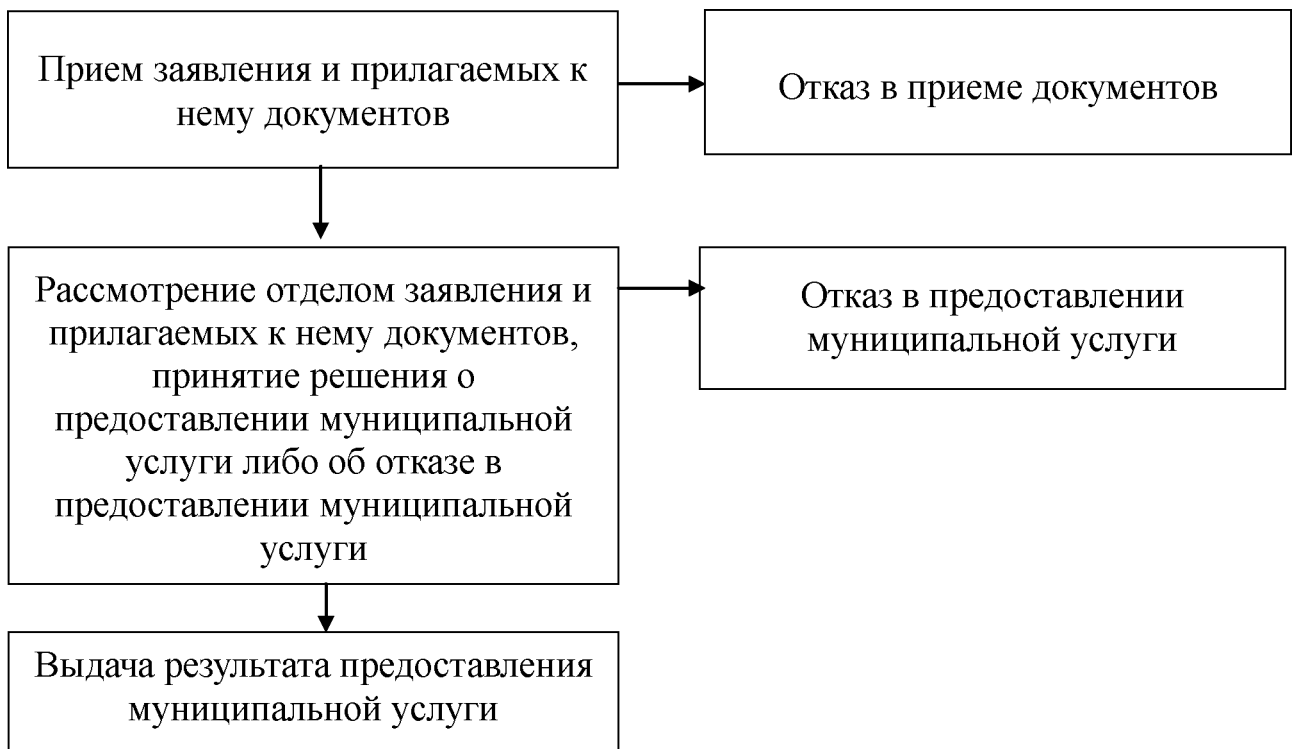 Прием заявления и прилагаемых к
нему документов
Отказ в приеме документов
Рассмотрение отделом заявления и
прилагаемых к нему документов,
принятие решения о
предоставлении муниципальной
услуги либо об отказе в
предоставлении муниципальной
услуги
Отказ в предоставлении
муниципальной услуги
Выдача результата предоставления
муниципальной услуги